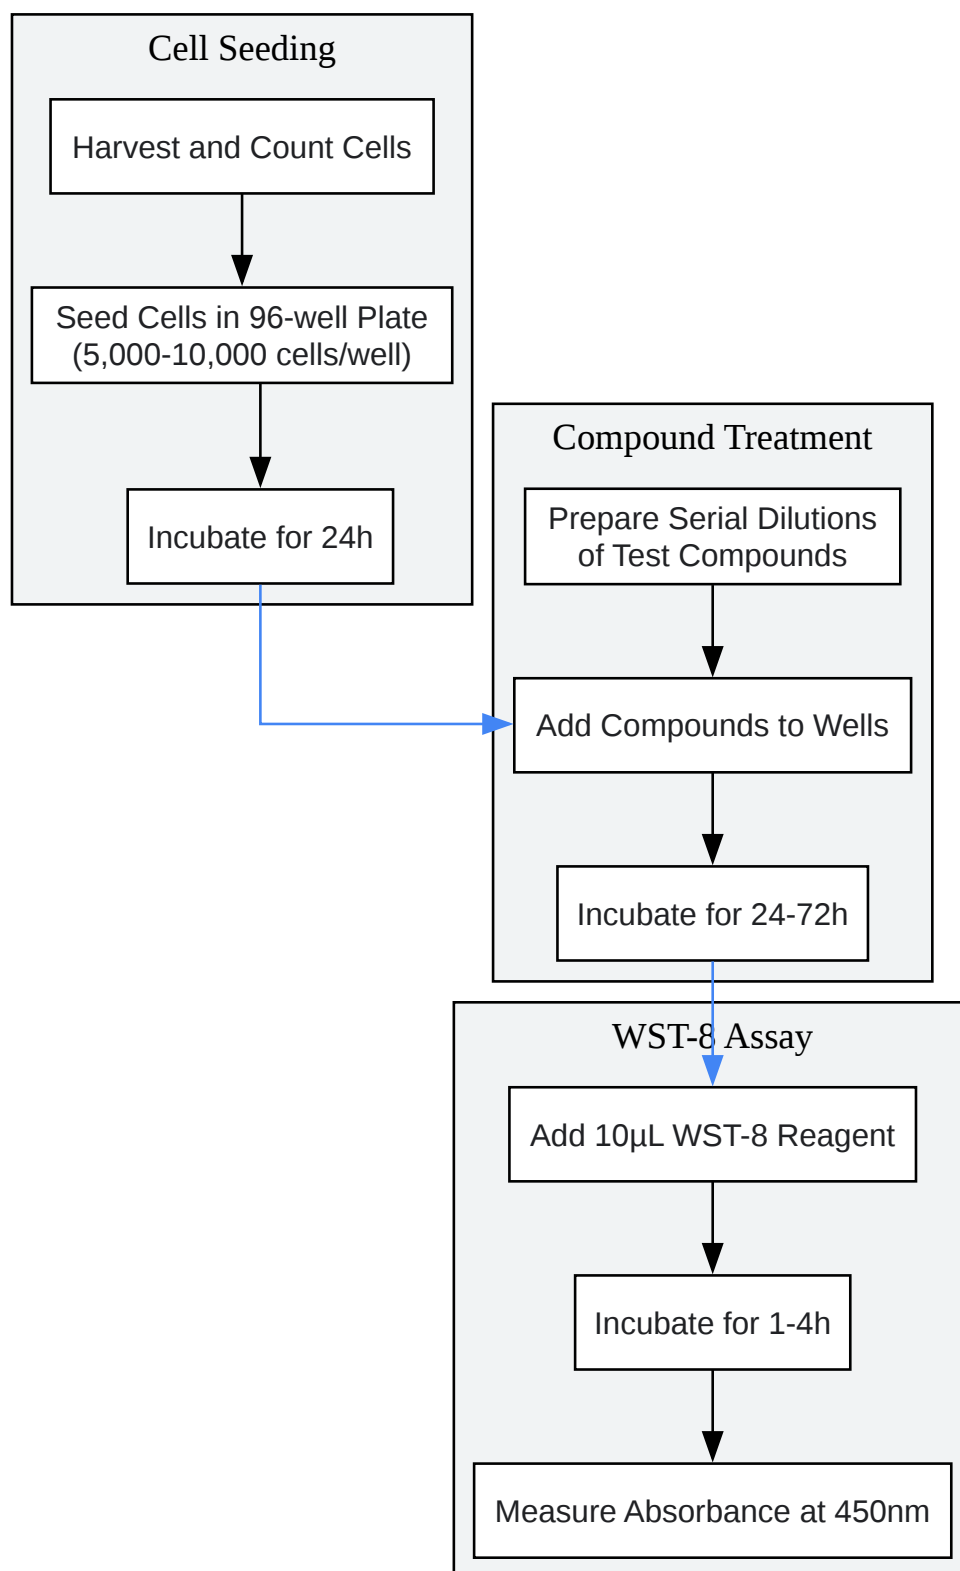 Cell Seeding
Harvest and Count Cells
Seed Cells in 96-well Plate
(5,000-10,000 cells/well)
Incubate for 24h
Compound Treatment
Prepare Serial Dilutions
of Test Compounds
Add Compounds to Wells
Incubate for 24-72h
WST-8 Assay
Add 10µL WST-8 Reagent
Incubate for 1-4h
Measure Absorbance at 450nm